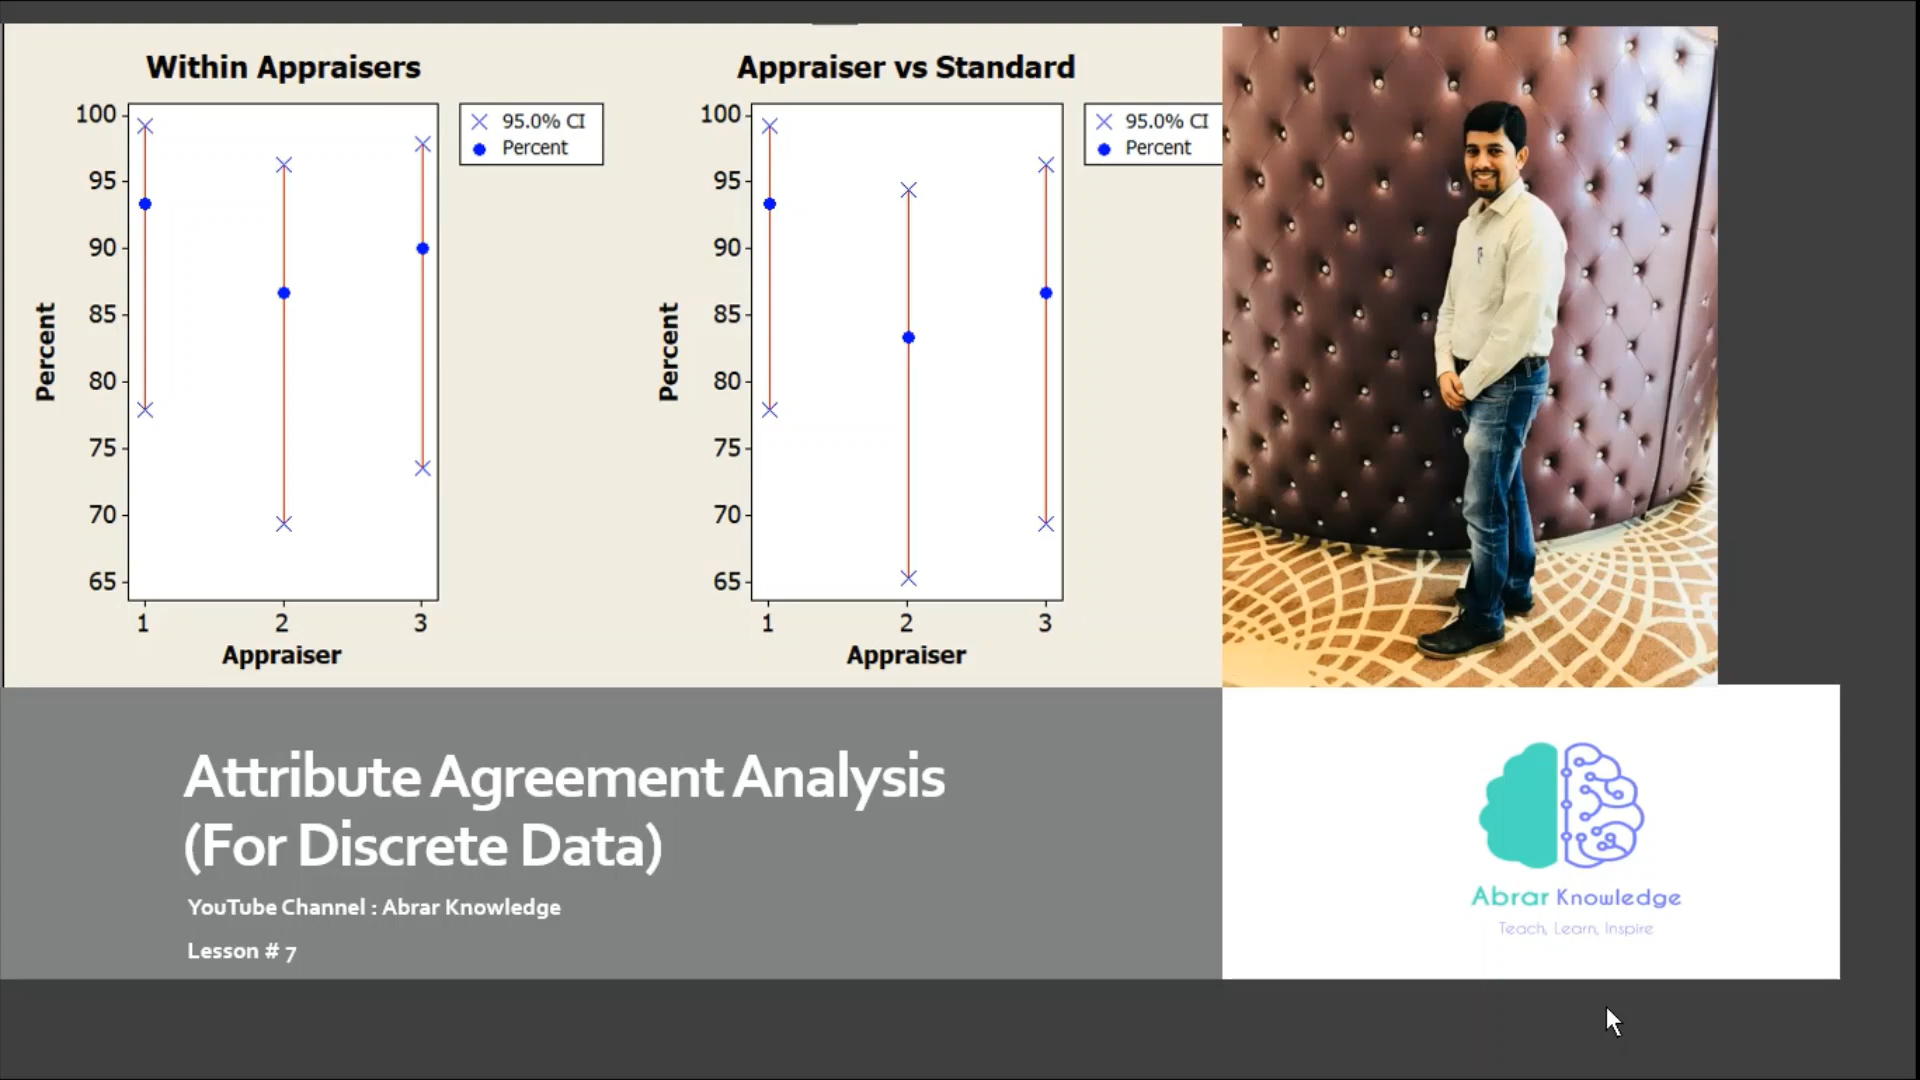 Within Appraisers
100
95
90
85
80
75
70
65
Percent
1 2 3
Appraiser
95.0% CI
Percent
Appraiser vs Standard
100
95
90
85
80
75
70
65
Percent
1 2 3
Appraiser
95.0% CI
Percent
Attribute Agreement Analysis
(For Discrete Data)
YouTube Channel : Abrar Knowledge
Lesson # 7
Abrar Knowledge
Teach, Learn, Inspire